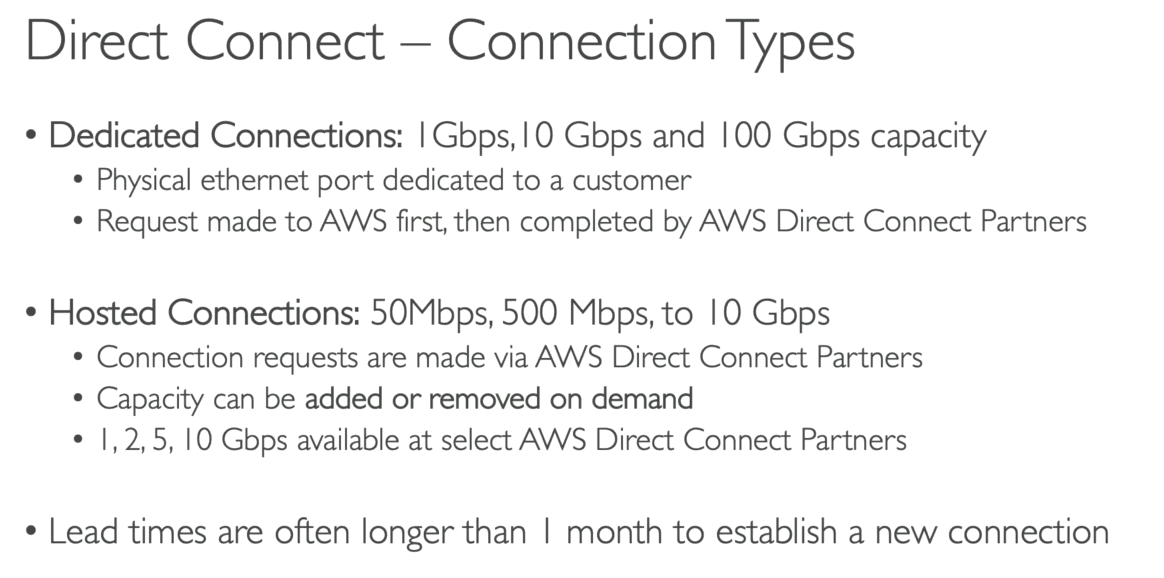 Direct Connect – Connection Types
• Dedicated Connections: 1Gbps,10 Gbps and 100 Gbps capacity
• Physical ethernet port dedicated to a customer
• Request made to AWS first, then completed by AWS Direct Connect Partners
• Hosted Connections: 50Mbps, 500 Mbps, to 10 Gbps
• Connection requests are made via AWS Direct Connect Partners
• Capacity can be added or removed on demand
• 1, 2, 5, 10 Gbps available at select AWS Direct Connect Partners
• Lead times are often longer than 1 month to establish a new connection